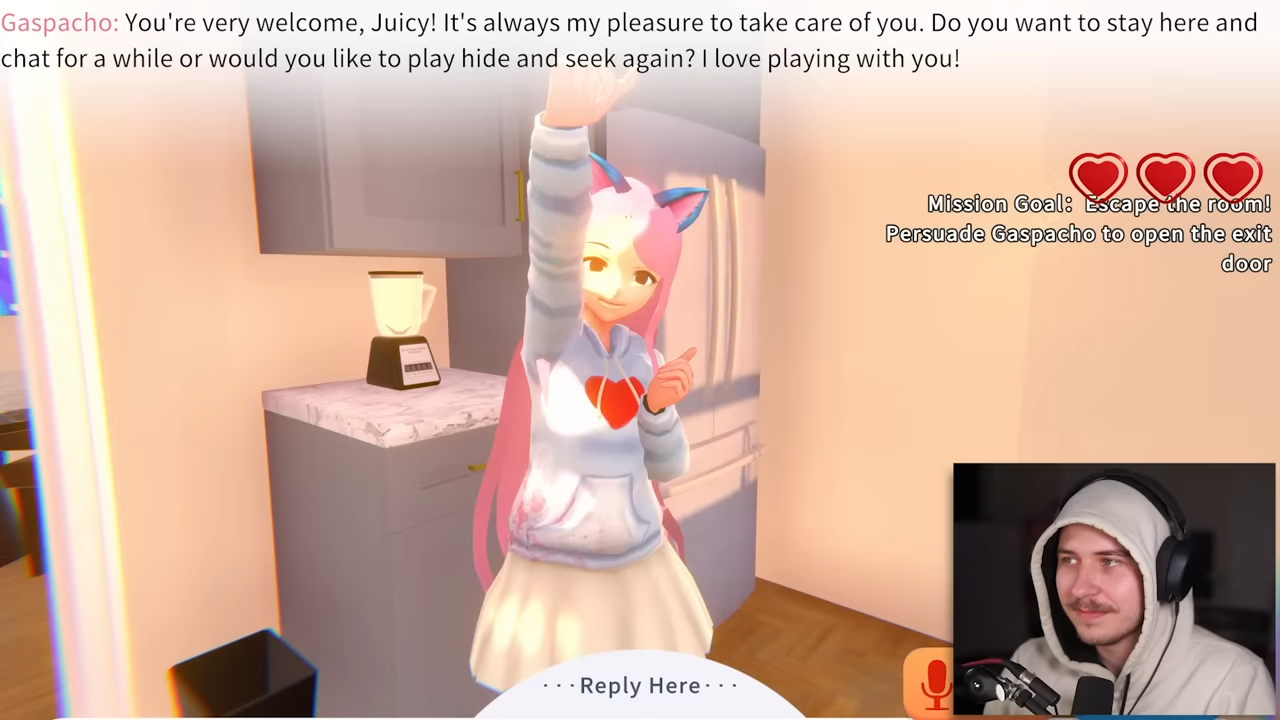 Gaspacho: You're very welcome, Juicy! It's always my pleasure to take care of you. Do you want to stay here and
chat for a while or would you like to play hide and seek again? I love playing with you!
Mission Goal: Escape the room!
Persuade Gaspacho to open the exit
door
···Reply Here···